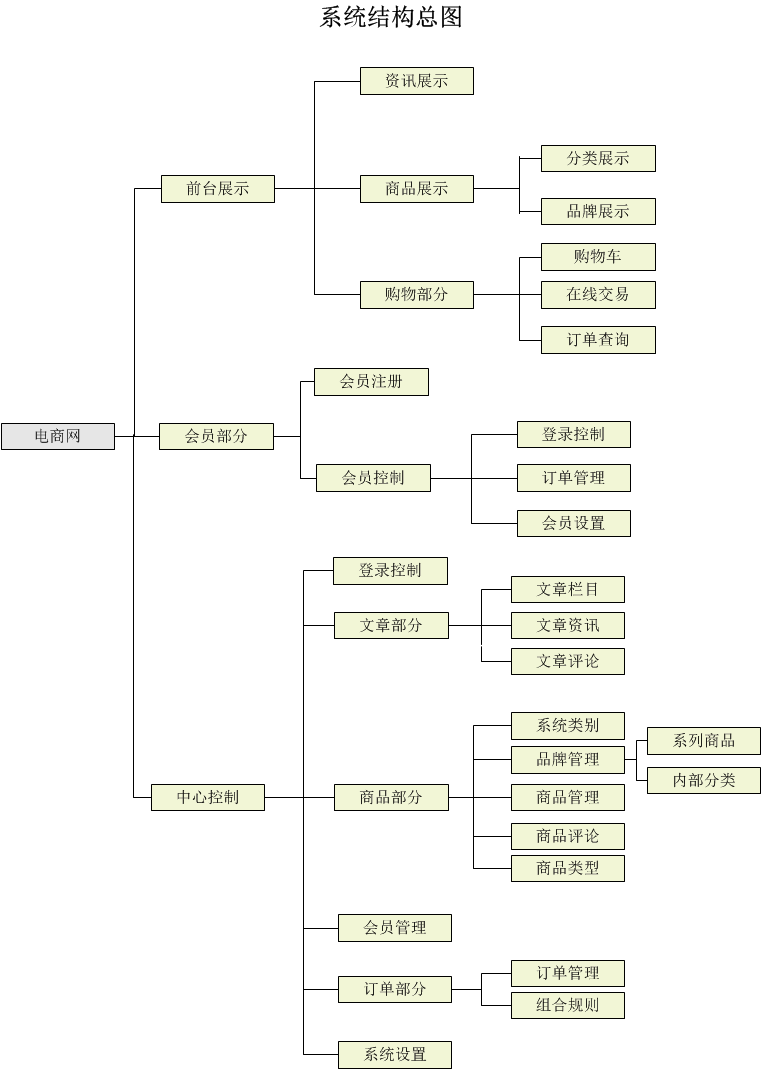 系统结构总图
资讯展示
分类展示
前台展示
商品展示
品牌展示
购物车
购物部分
在线交易
订单查询
会员注册
电商网
会员部分
登录控制
会员控制
订单管理
会员设置
登录控制
文章栏目
文章部分
文章资讯
文章评论
系统类别
系列商品
品牌管理
内部分类
中心控制
商品部分
商品管理
商品评论
商品类型
会员管理
订单管理
订单部分
组合规则
系统设置